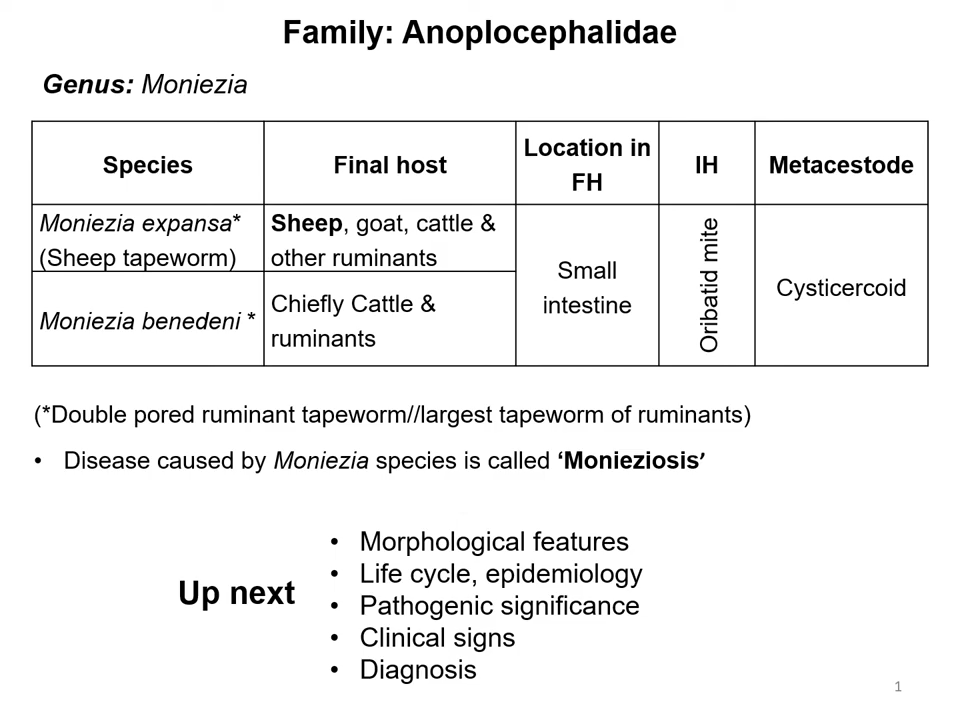 Family: Anoplocephalidae
Genus: Moniezia
Species
Final host
Location in
FH
IH
Metacestode
Moniezia expansa*
(Sheep tapeworm)
Sheep, goat, cattle &
other ruminants
Small
intestine
Oribatid mite
Cysticercoid
Moniezia benedeni *
Chiefly Cattle &
ruminants
(*Double pored ruminant tapeworm//largest tapeworm of ruminants)
• Disease caused by Moniezia species is called ‘Monieziosis’
Up next
• Morphological features
• Life cycle, epidemiology
• Pathogenic significance
• Clinical signs
• Diagnosis
1